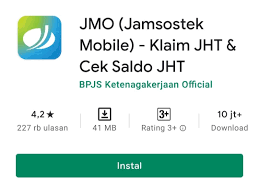 JMO (Jamsostek
Mobile) - Klaim JHT &
Cek Saldo JHT
BPJS Ketenagakerjaan Official
4,2★
227 rb ulasan
41 MB
3+
Rating 3+ ⓘ
10 jt+
Download
Instal